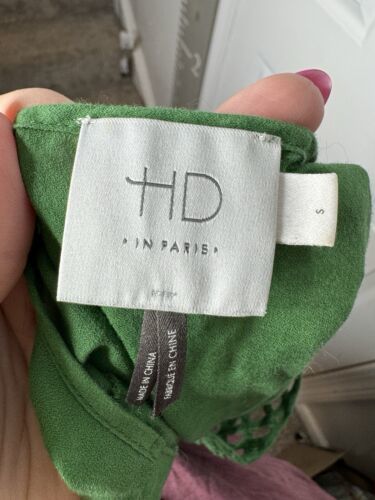 HD
• IN PARIS •
S
MADE IN CHINA
FABRIQUÉ EN CHINE